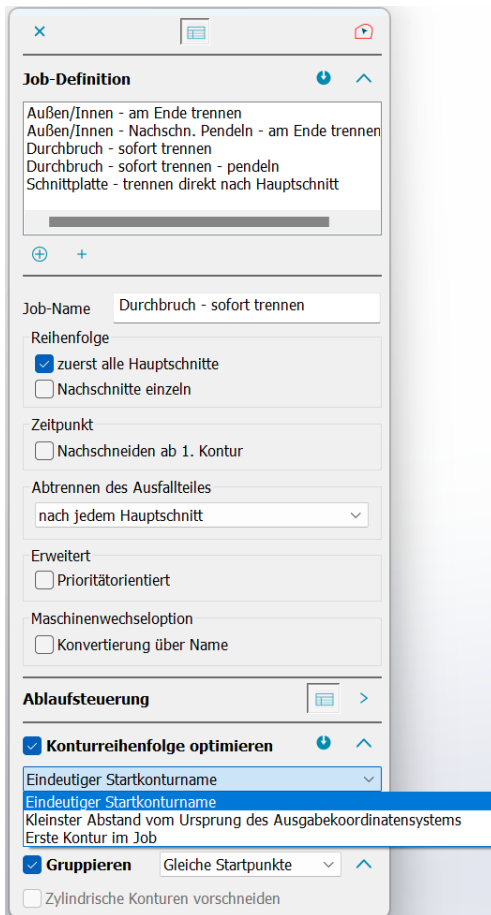 Job-Definition
Außen/Innen - am Ende trennen
Außen/Innen - Nachschn. Pendeln - am Ende trennen
Durchbruch - sofort trennen
Durchbruch - sofort trennen - pendeln
Schnittplatte - trennen direkt nach Hauptschnitt
Job-Name Durchbruch - sofort trennen
Reihenfolge
zuerst alle Hauptschnitte
Nachschnitte einzeln
Zeitpunkt
Nachschneiden ab 1. Kontur
Abtrennen des Ausfallteiles
nach jedem Hauptschnitt
Erweitert
Prioritätorientiert
Maschinenwechseloption
Konvertierung über Name
Ablaufsteuerung
Konturreihenfolge optimieren
Eindeutiger Startkonturname
Eindeutiger Startkonturname
Kleinster Abstand vom Ursprung des Ausgabekoordinatensystems
Erste Kontur im Job
Gruppieren Gleiche Startpunkte
Zylindrische Konturen vorschneiden